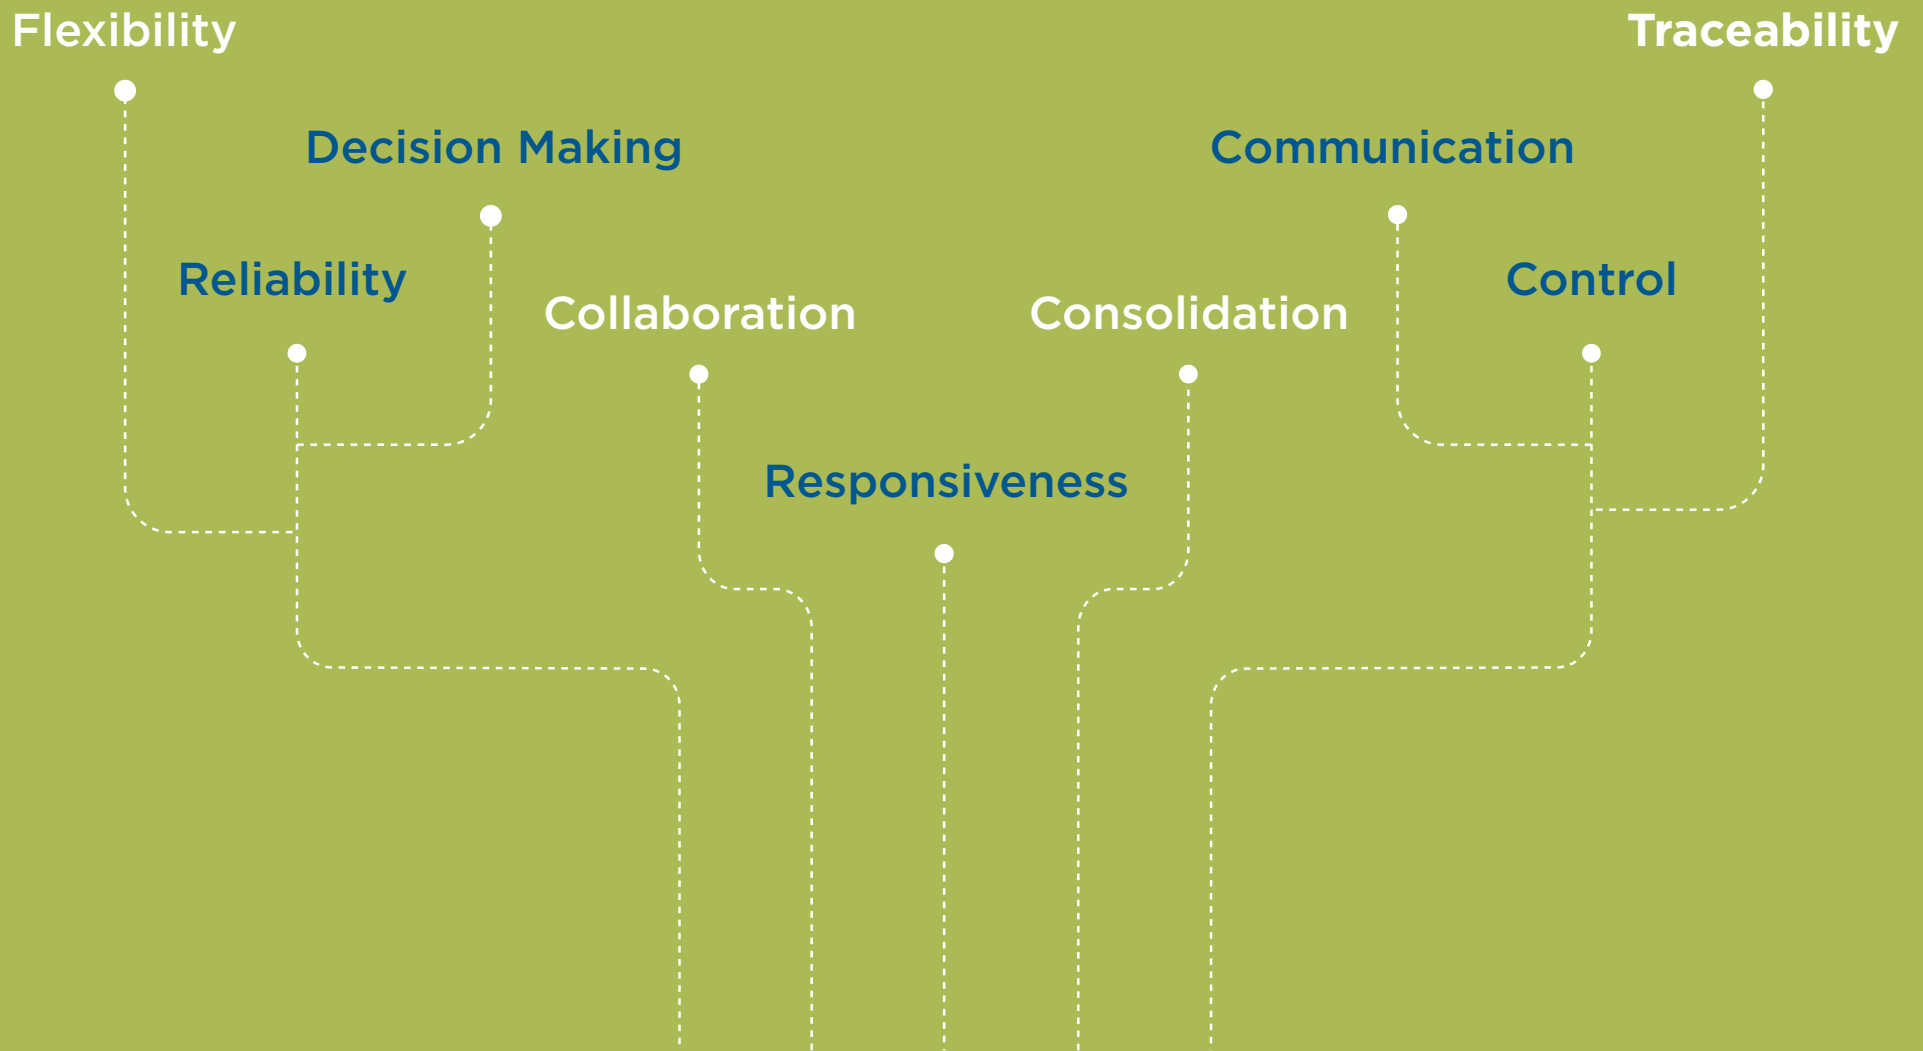 Flexibility
Traceability
Decision Making
Communication
Reliability
Control
Collaboration
Consolidation
Responsiveness